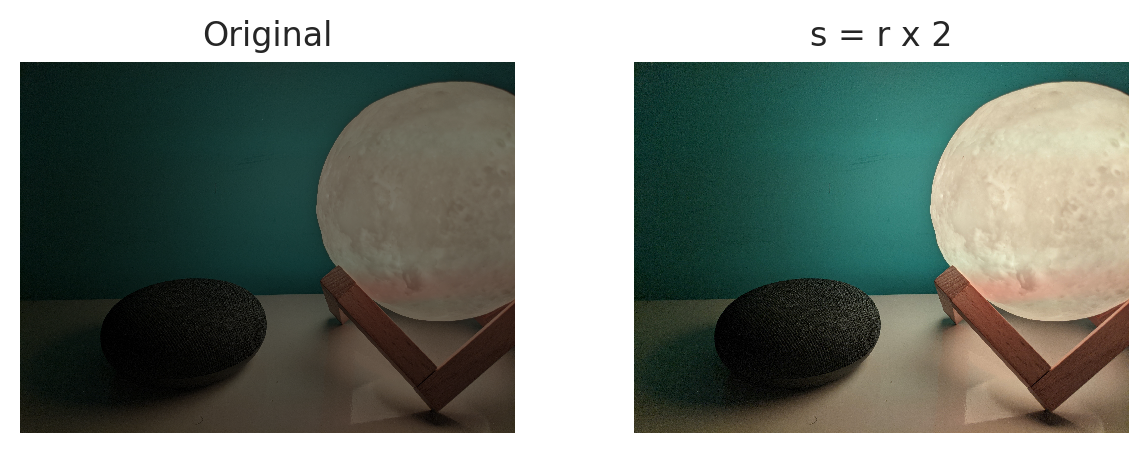 Original
s = r x 2